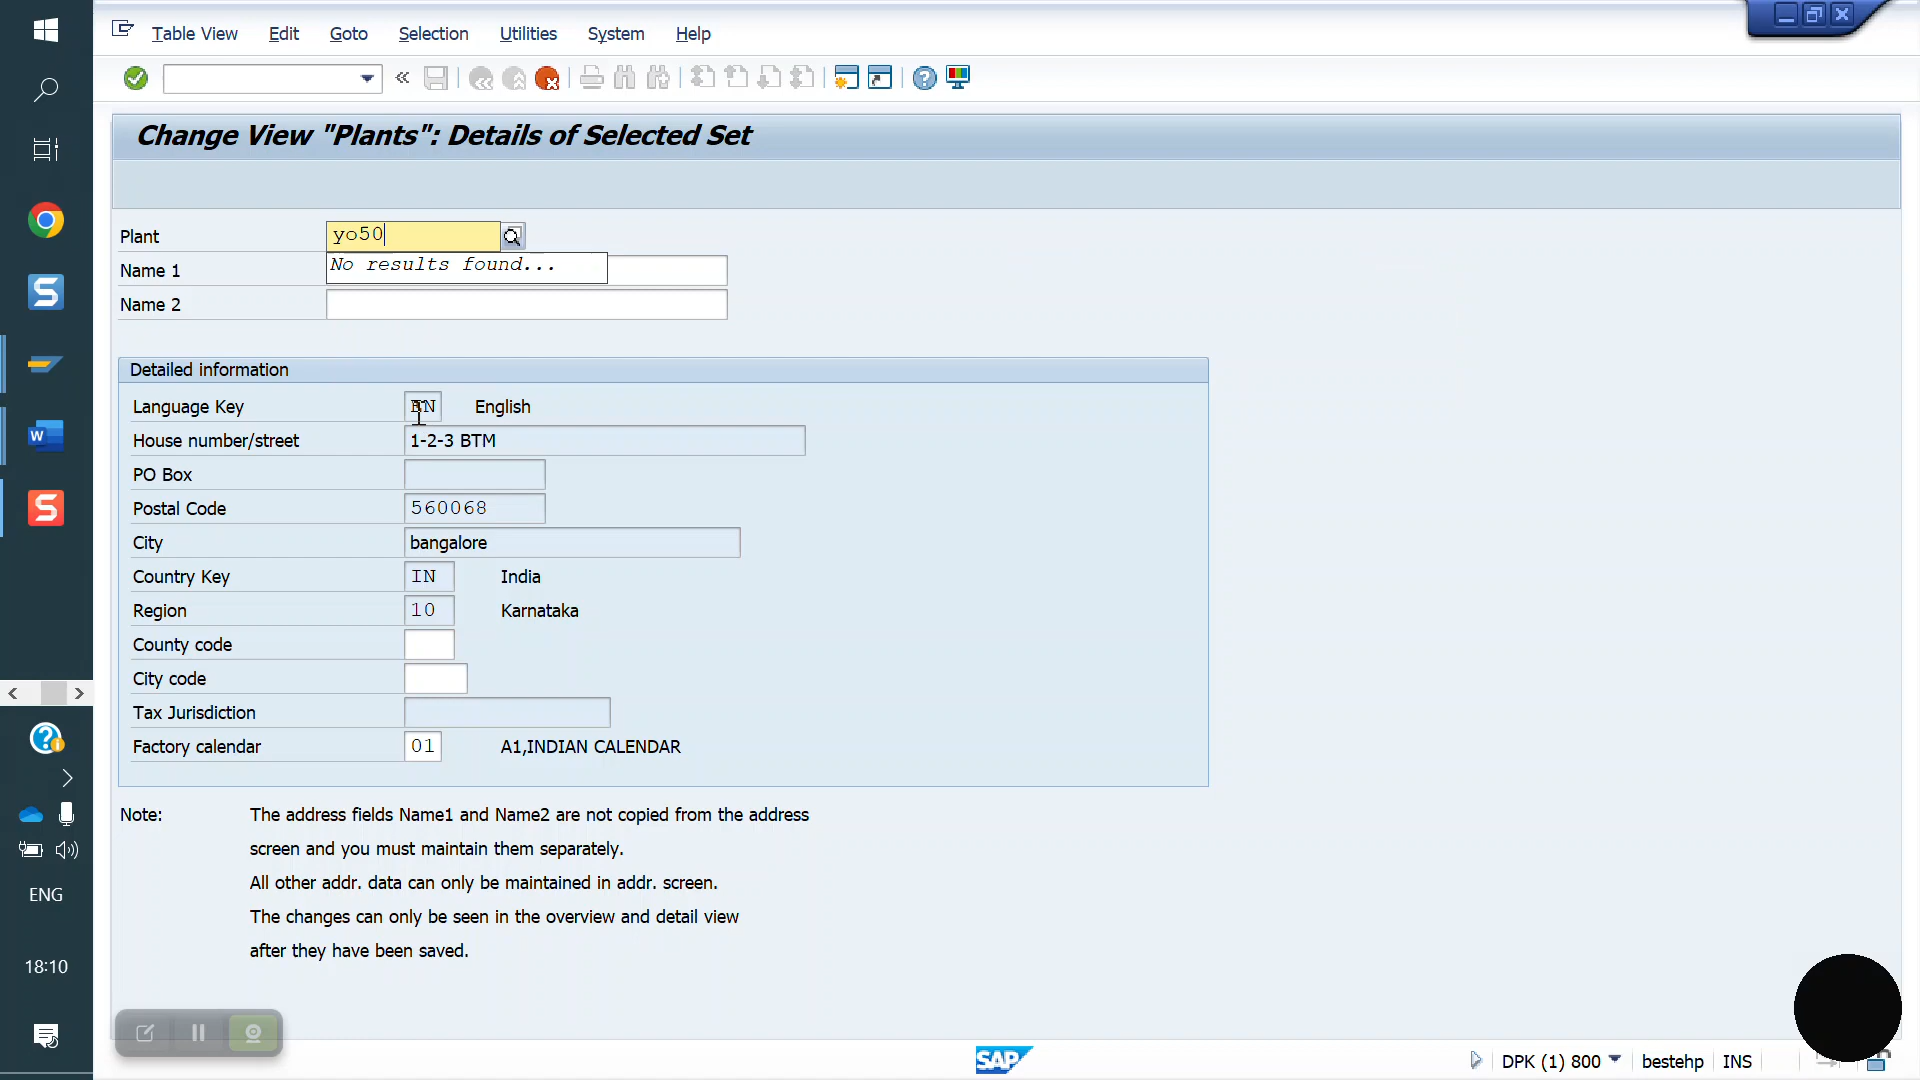 Table View Edit Goto Selection Utilities System Help
Change View "Plants": Details of Selected Set
Plant yo50
No results found...
Name 1
Name 2
Detailed information
Language Key EN English
House number/street 1-2-3 BTM
PO Box
Postal Code 560068
City bangalore
Country Key IN India
Region 10 Karnataka
County code
City code
Tax Jurisdiction
Factory calendar 01 A1,INDIAN CALENDAR
Note: The address fields Name1 and Name2 are not copied from the address
screen and you must maintain them separately.
All other addr. data can only be maintained in addr. screen.
The changes can only be seen in the overview and detail view
after they have been saved.
ENG
18:10
SAP
DPK (1) 800 bestehp INS